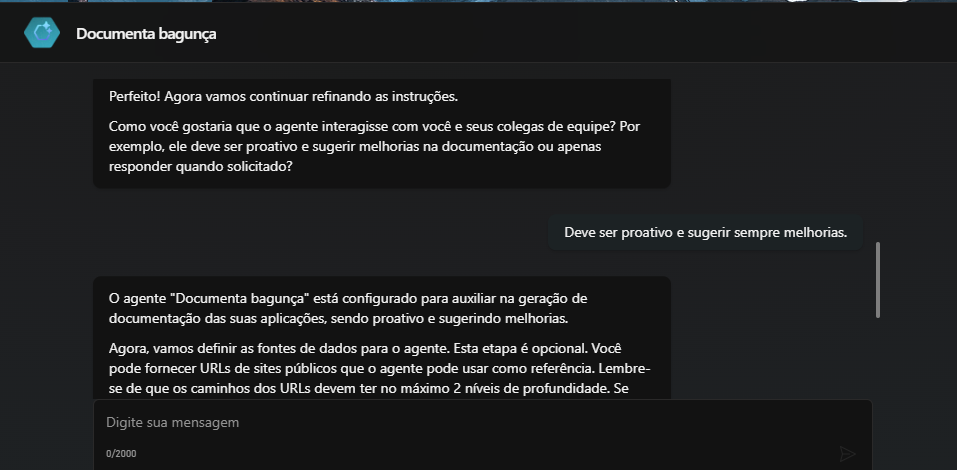 Documenta bagunça
Perfeito! Agora vamos continuar refinando as instruções.
Como você gostaria que o agente interagisse com você e seus colegas de equipe? Por
exemplo, ele deve ser proativo e sugerir melhorias na documentação ou apenas
responder quando solicitado?
Deve ser proativo e sugerir sempre melhorias.
O agente "Documenta bagunça" está configurado para auxiliar na geração de
documentação das suas aplicações, sendo proativo e sugerindo melhorias.
Agora, vamos definir as fontes de dados para o agente. Esta etapa é opcional. Você
pode fornecer URLs de sites públicos que o agente pode usar como referência. Lembre-
se de que os caminhos dos URLs devem ter no máximo 2 níveis de profundidade. Se
Digite sua mensagem
0/2000